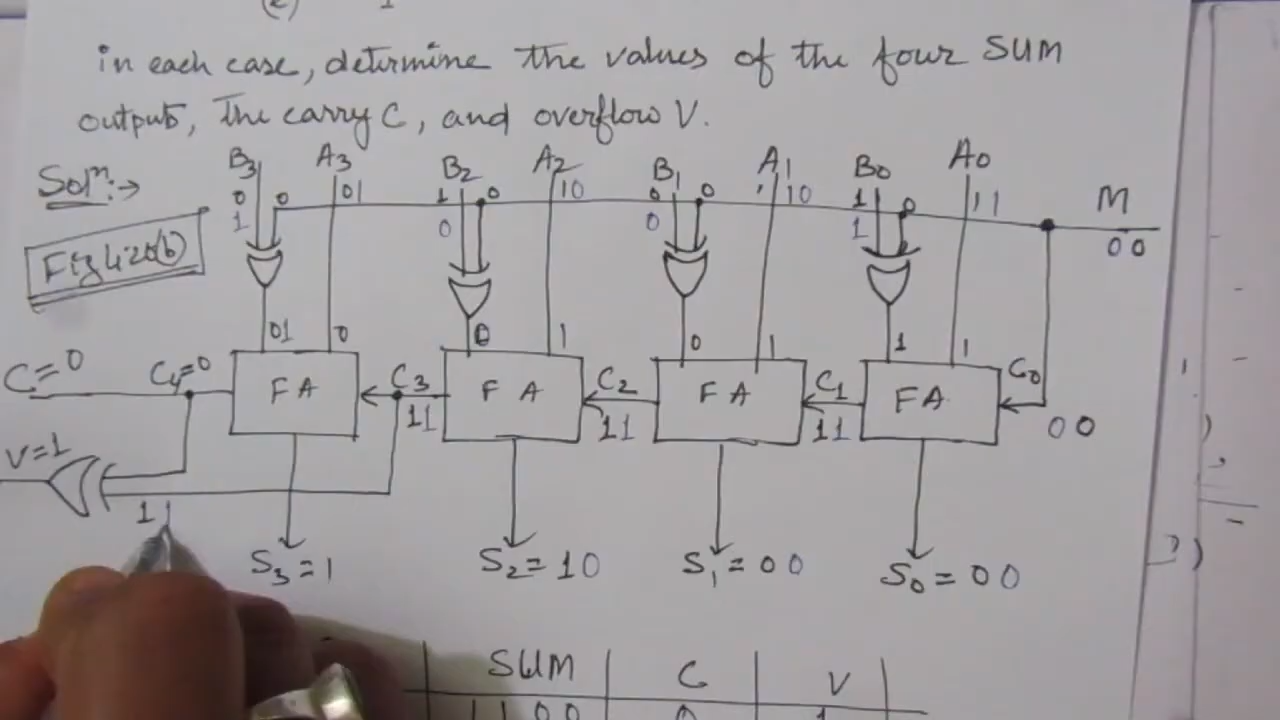 in each case, determine the values of the four SUM
outputs, The carry C, and overflow V.
Soln:→
B3 A3 B2 A2 B1 A1 B0 A0 M
0 0 01 1 0 10 0 0 10 1 0 11 00
1 0 0 1
Fig 4.20(b)
01 0 0 1 0 1 1 1
C=0 C4=0 FA C3 FA C2 FA C1 FA C0
11 11 11 00
V=1
11
S3=1 S2=10 S1=00 S0=00
SUM C V
1100 0 1